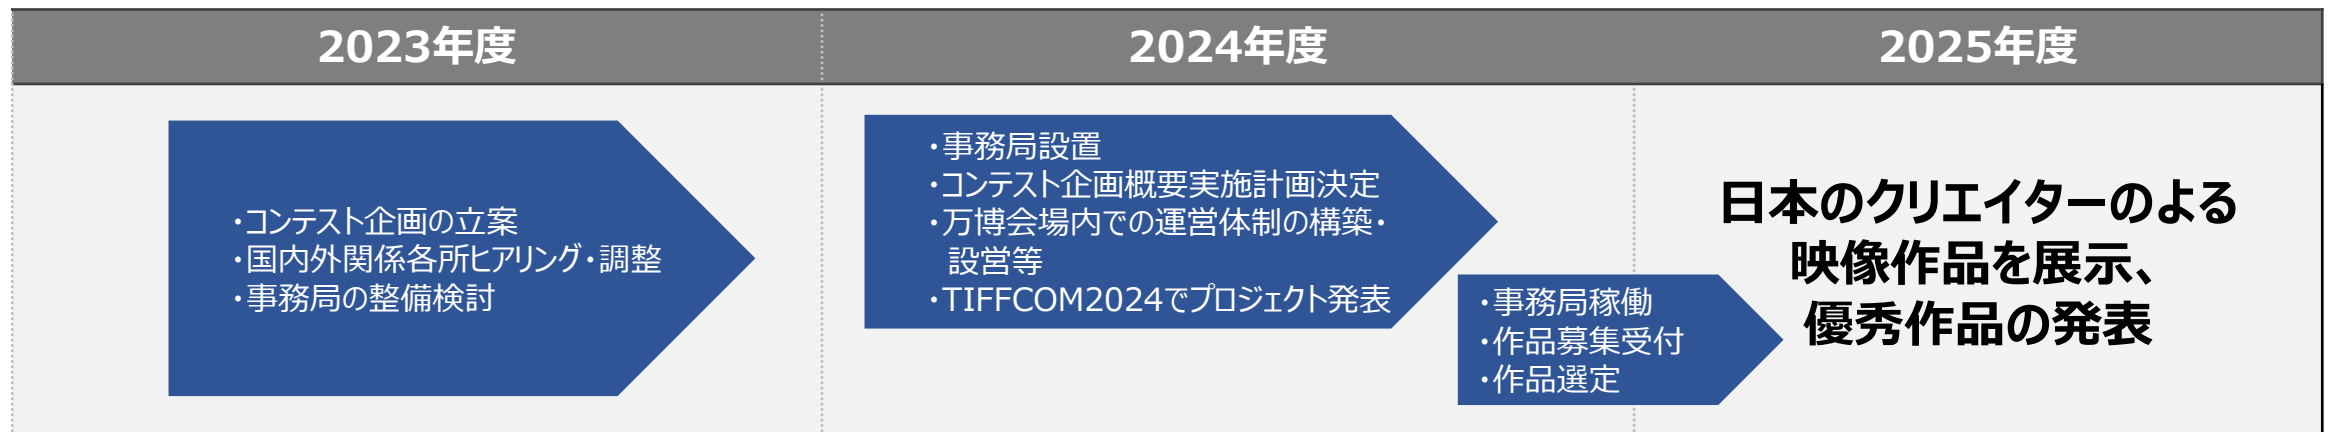 2023年度
2024年度
2025年度
・コンテスト企画の立案
・国内外関係各所ヒアリング・調整
・事務局の整備検討
・事務局設置
・コンテスト企画概要実施計画決定
・万博会場内での運営体制の構築・
設営等
・TIFFCOM2024でプロジェクト発表
・事務局稼働
・作品募集受付
・作品選定
日本のクリエイターのよる
映像作品を展示、
優秀作品の発表